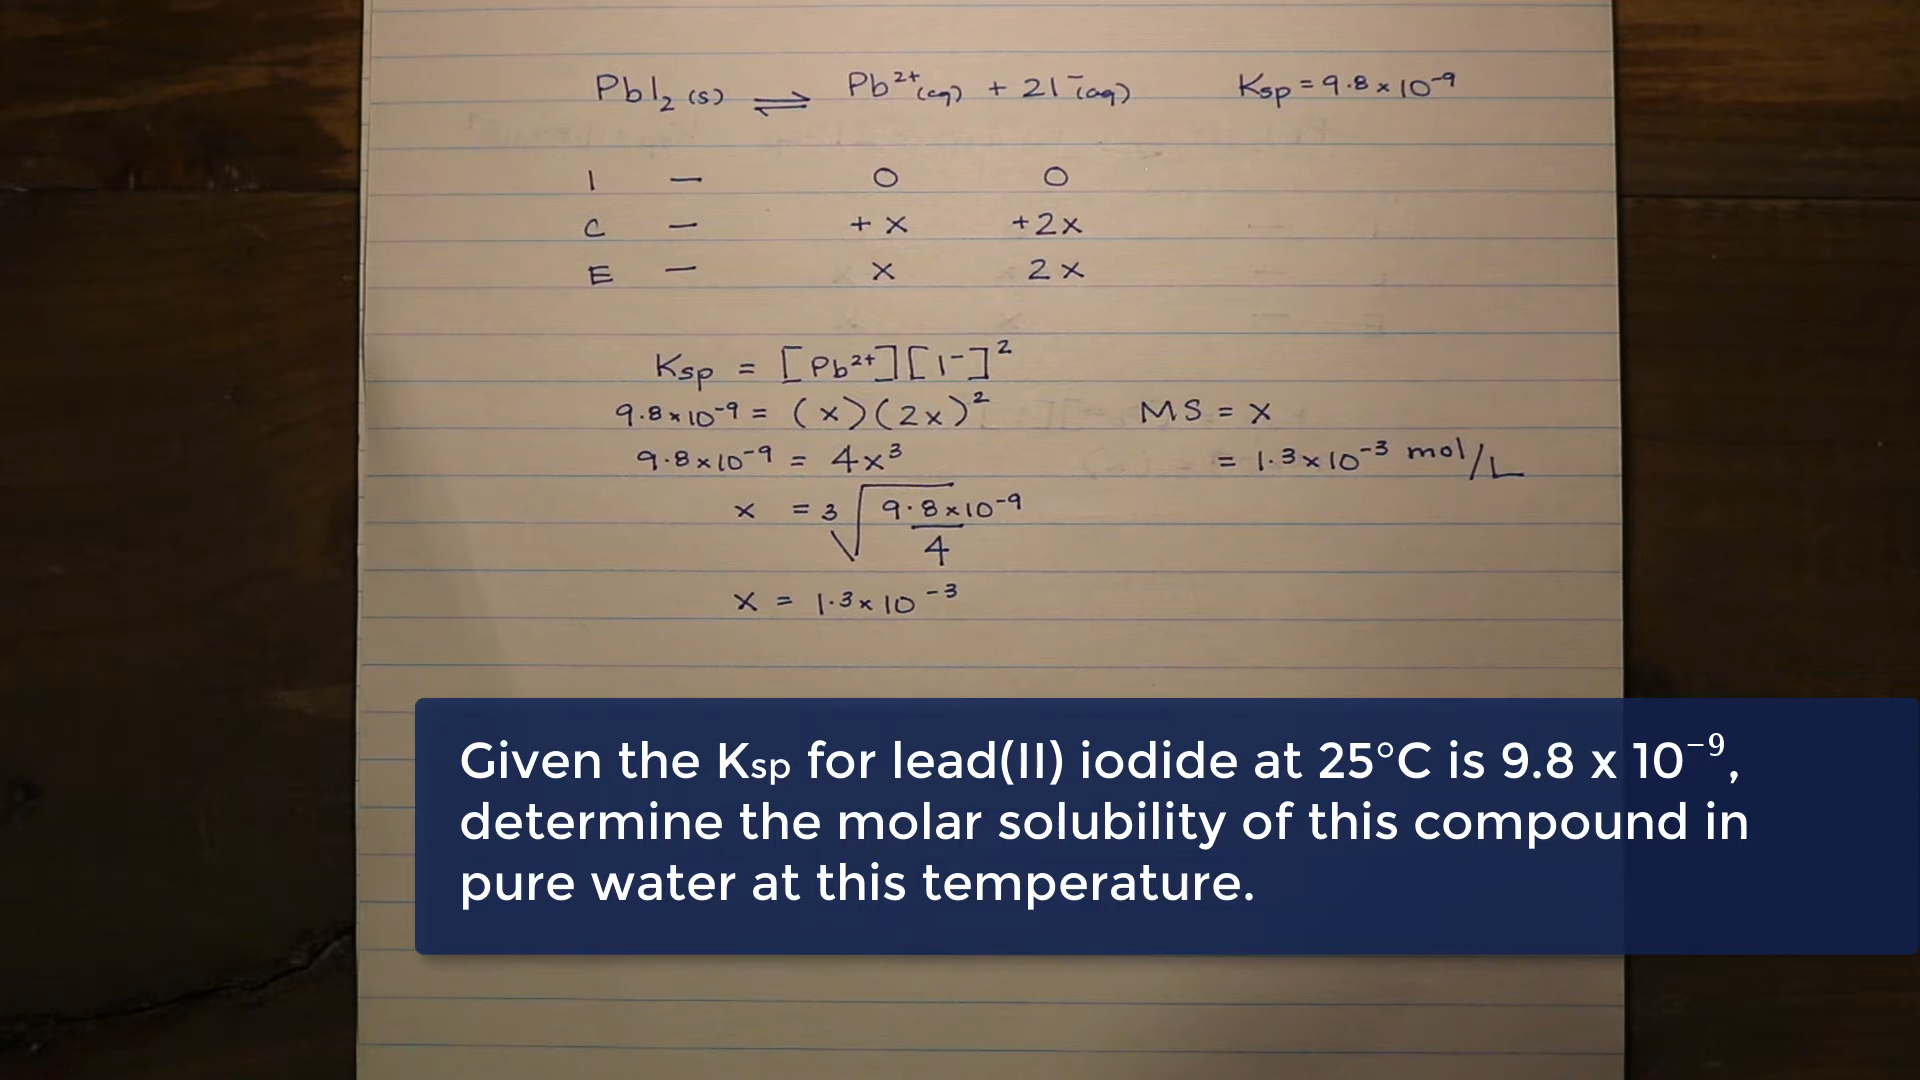 PbI₂ (s) ⇌ Pb²⁺(aq) + 2I⁻(aq) Ksp = 9.8 × 10⁻⁹
I — 0 0
C — + x +2x
E — x 2x
Ksp = [Pb²⁺][I⁻]²
9.8 × 10⁻⁹ = (x)(2x)² MS = x
9.8 × 10⁻⁹ = 4x³ = 1.3 × 10⁻³ mol/L
x = ³√ 9.8 × 10⁻⁹
4
x = 1.3 × 10⁻³
Given the Ksp for lead(II) iodide at 25°C is 9.8 x 10⁻⁹,
determine the molar solubility of this compound in
pure water at this temperature.